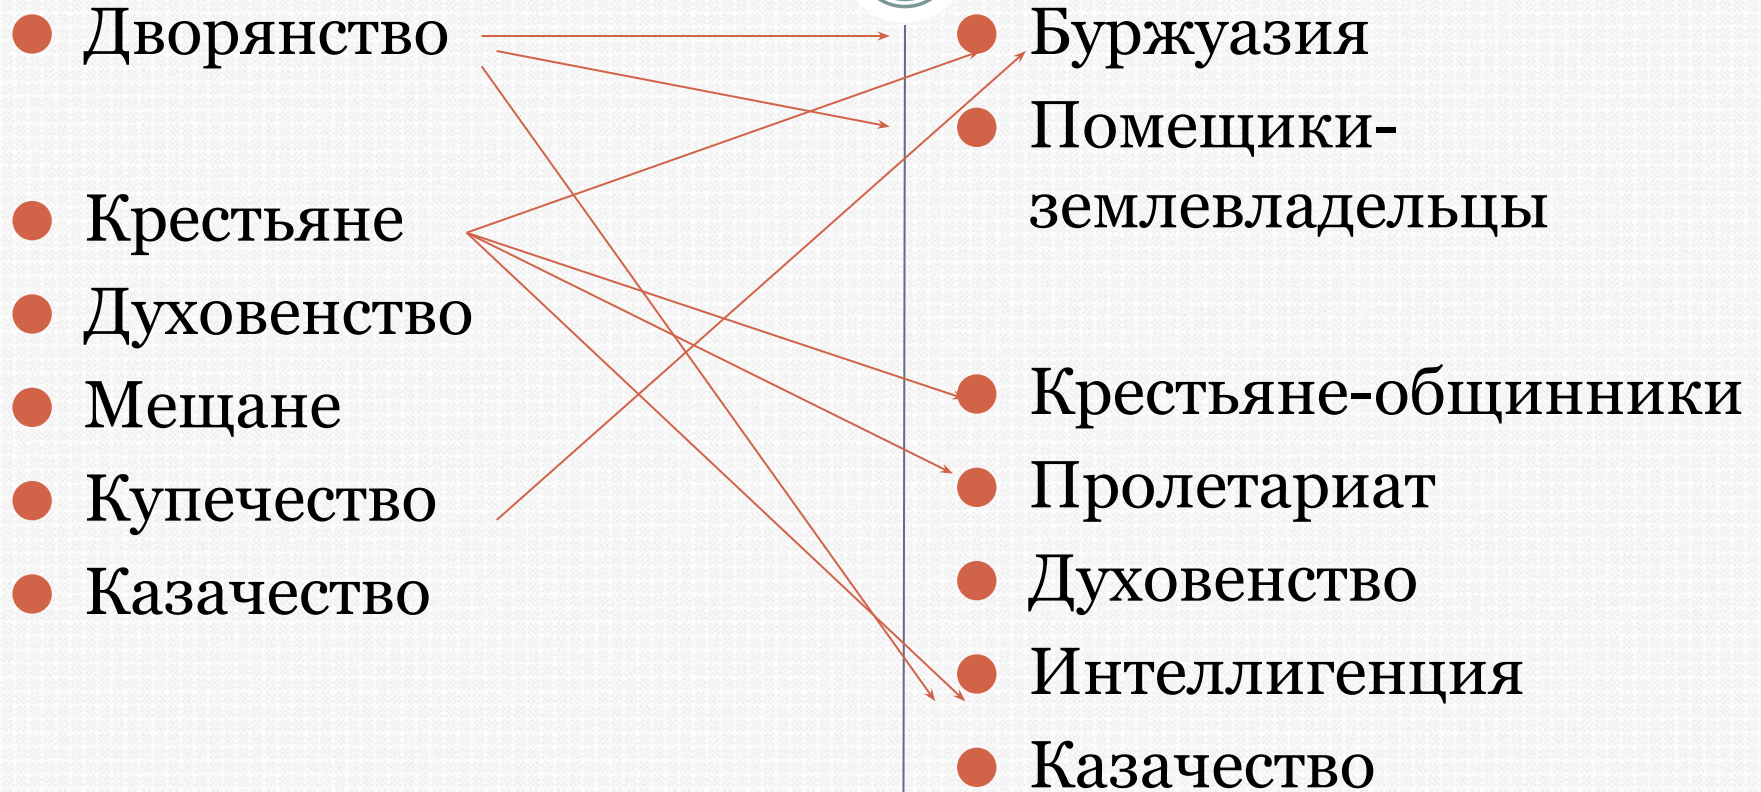 Дворянство
Крестьяне
Духовенство
Мещане
Купечество
Казачество
Буржуазия
Помещики-
землевладельцы
Крестьяне-общинники
Пролетариат
Духовенство
Интеллигенция
Казачество